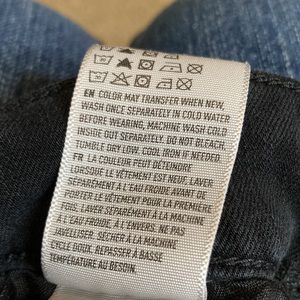 EN COLOR MAY TRANSFER WHEN NEW,
WASH ONCE SEPARATELY IN COLD WATER
BEFORE WEARING, MACHINE WASH COLD
INSIDE OUT SEPARATELY. DO NOT BLEACH.
TUMBLE DRY LOW. COOL IRON IF NEEDED.
FR LA COULEUR PEUT DÉTEINDRE
LORSQUE LE VÊTEMENT EST NEUF, LAVER
SÉPARÉMENT À L'EAU FROIDE AVANT DE
PORTER LE VÊTEMENT POUR LA PREMIÈRE
FOIS. LAVER SÉPARÉMENT À LA MACHINE
À L'EAU FROIDE, À L'ENVERS. NE PAS
JAVELLISER. SÉCHER À LA MACHINE
CYCLE DOUX. REPASSER À BASSE
TEMPÉRATURE AU BESOIN.